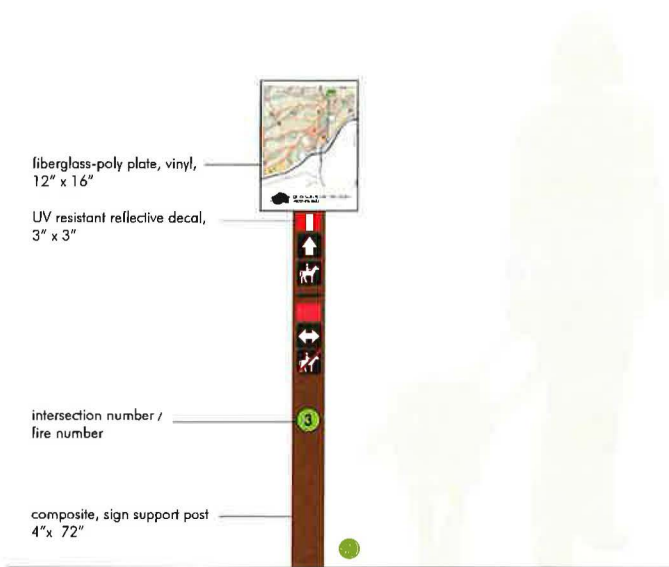 fiberglass-poly plate, vinyl,
12" x 16"
UV resistant reflective decal,
3" x 3"
intersection number /
fire number
3
composite, sign support post
4"x 72"